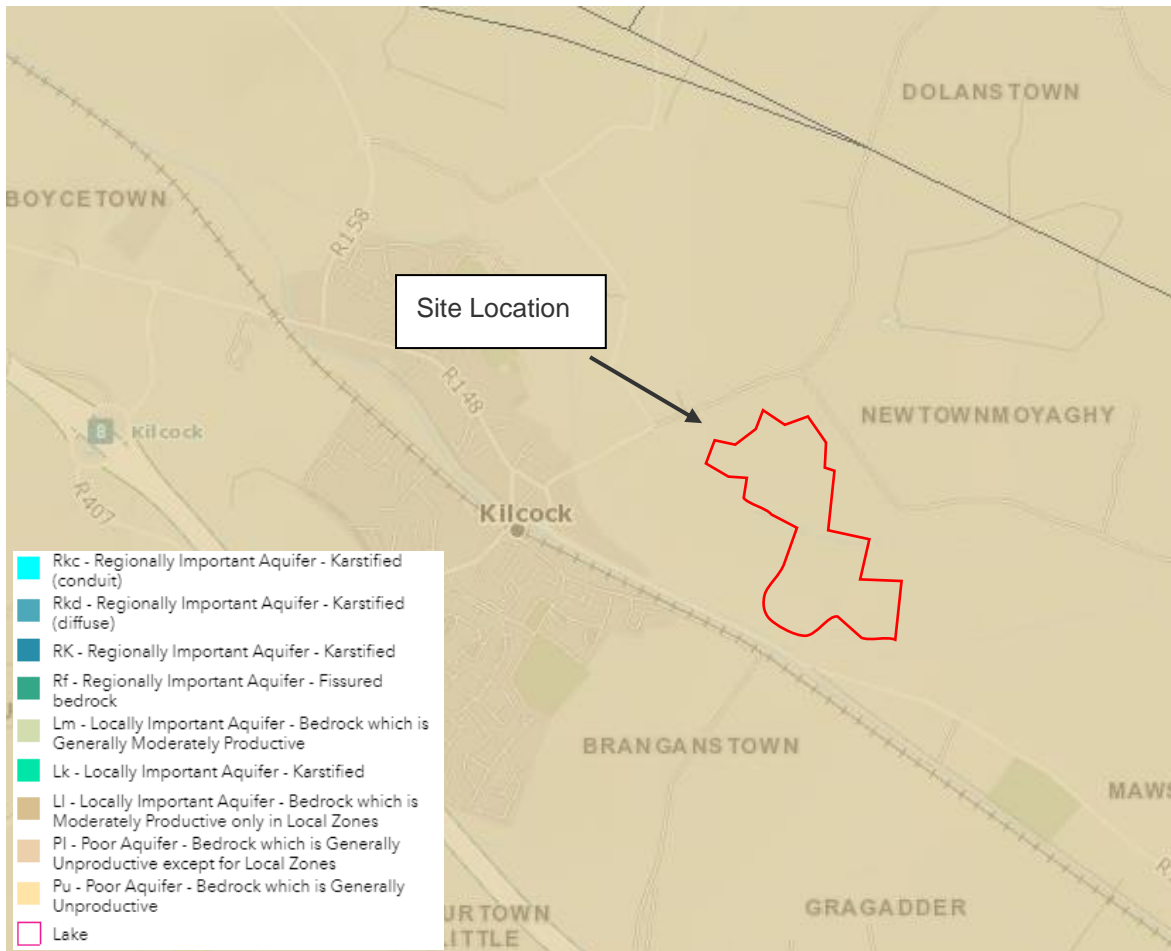 DOLANSTOWN
BOYCETOWN
R158
Site Location
R148
NEWTOWNMOYAGHY
8 Kilcock
R407
Kilcock
Rkc - Regionally Important Aquifer - Karstified
(conduit)
Rkd - Regionally Important Aquifer - Karstified
(diffuse)
RK - Regionally Important Aquifer - Karstified
Rf - Regionally Important Aquifer - Fissured
bedrock
Lm - Locally Important Aquifer - Bedrock which is
Generally Moderately Productive
Lk - Locally Important Aquifer - Karstified
Ll - Locally Important Aquifer - Bedrock which is
Moderately Productive only in Local Zones
Pl - Poor Aquifer - Bedrock which is Generally
Unproductive except for Local Zones
Pu - Poor Aquifer - Bedrock which is Generally
Unproductive
Lake
BRANGANSTOWN
MAWS
GRAGADDER
URTOWN
LITTLE